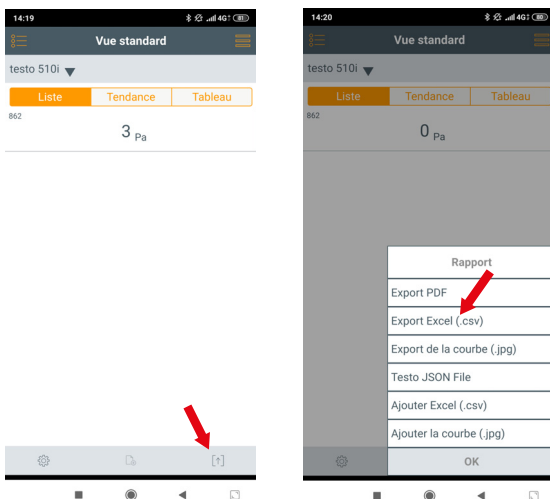 14:19
4G 81
Vue standard
testo 510i
Liste Tendance Tableau
862
3 Pa
14:20
4G 80
Vue standard
testo 510i
Liste Tendance Tableau
862
0 Pa
Rapport
Export PDF
Export Excel (.csv)
Export de la courbe (.jpg)
Testo JSON File
Ajouter Excel (.csv)
Ajouter la courbe (.jpg)
OK